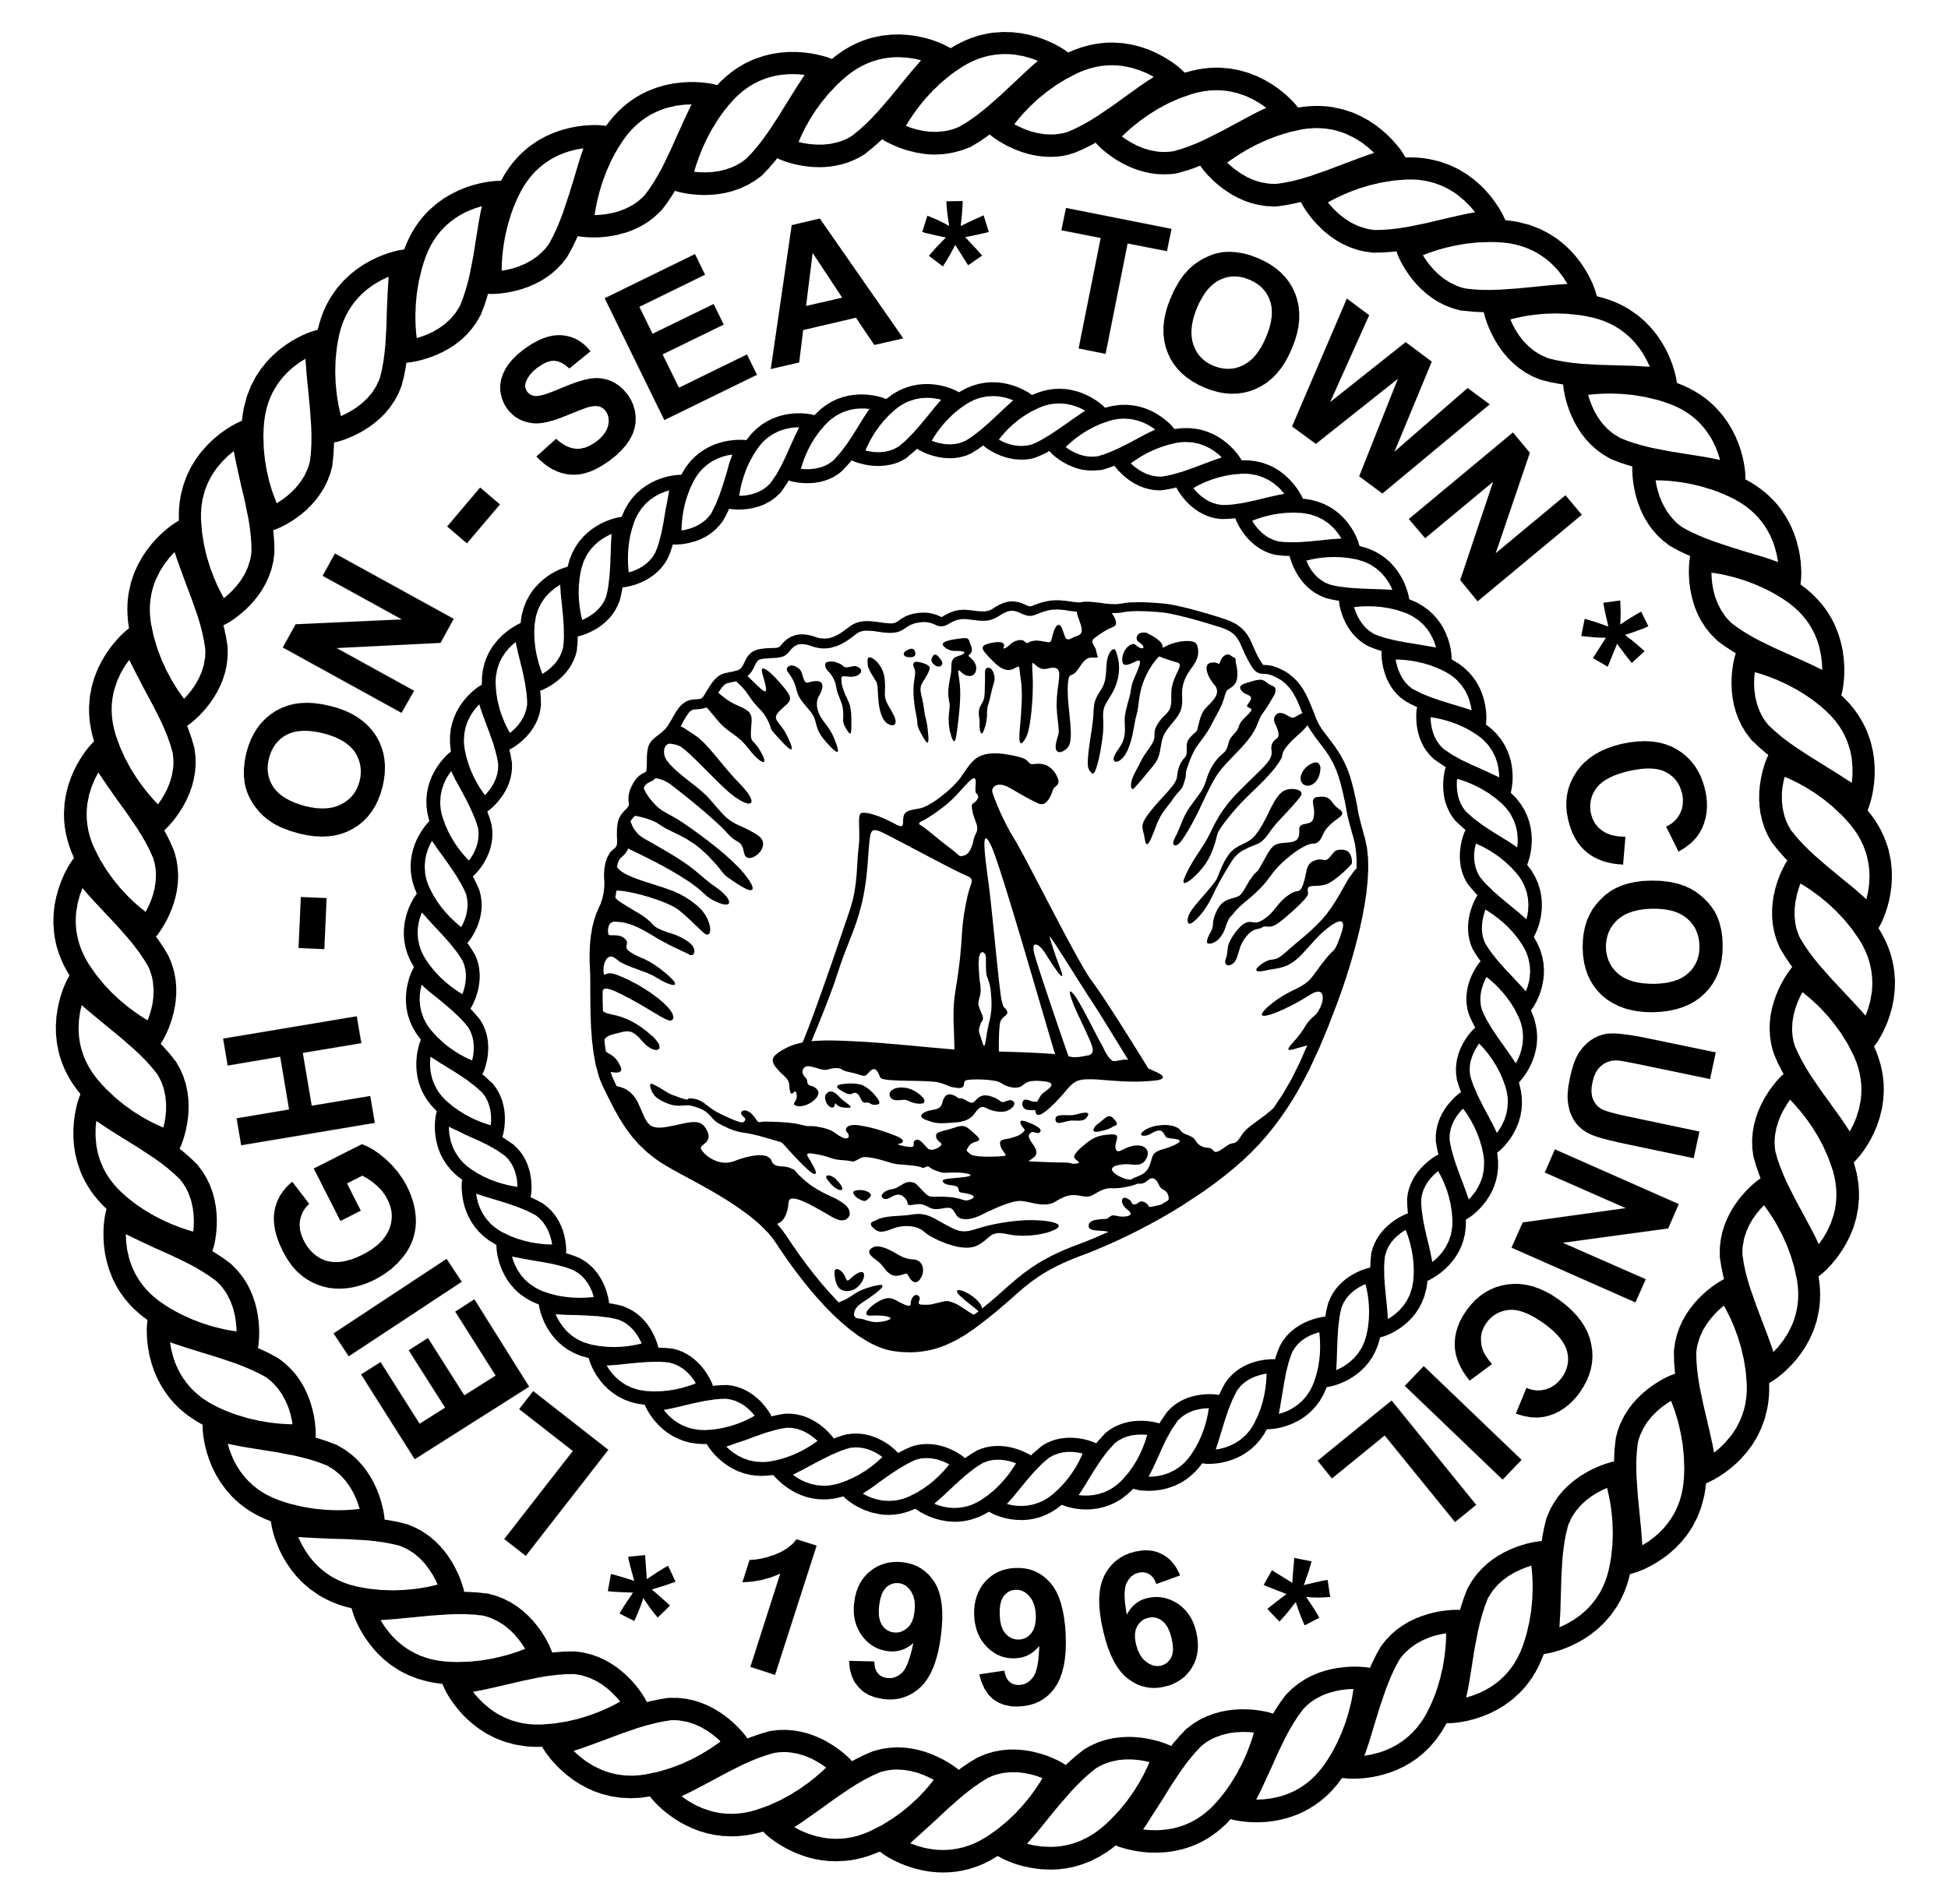 LEIGH-ON-SEA * TOWN * COUNCIL
* 1996 *